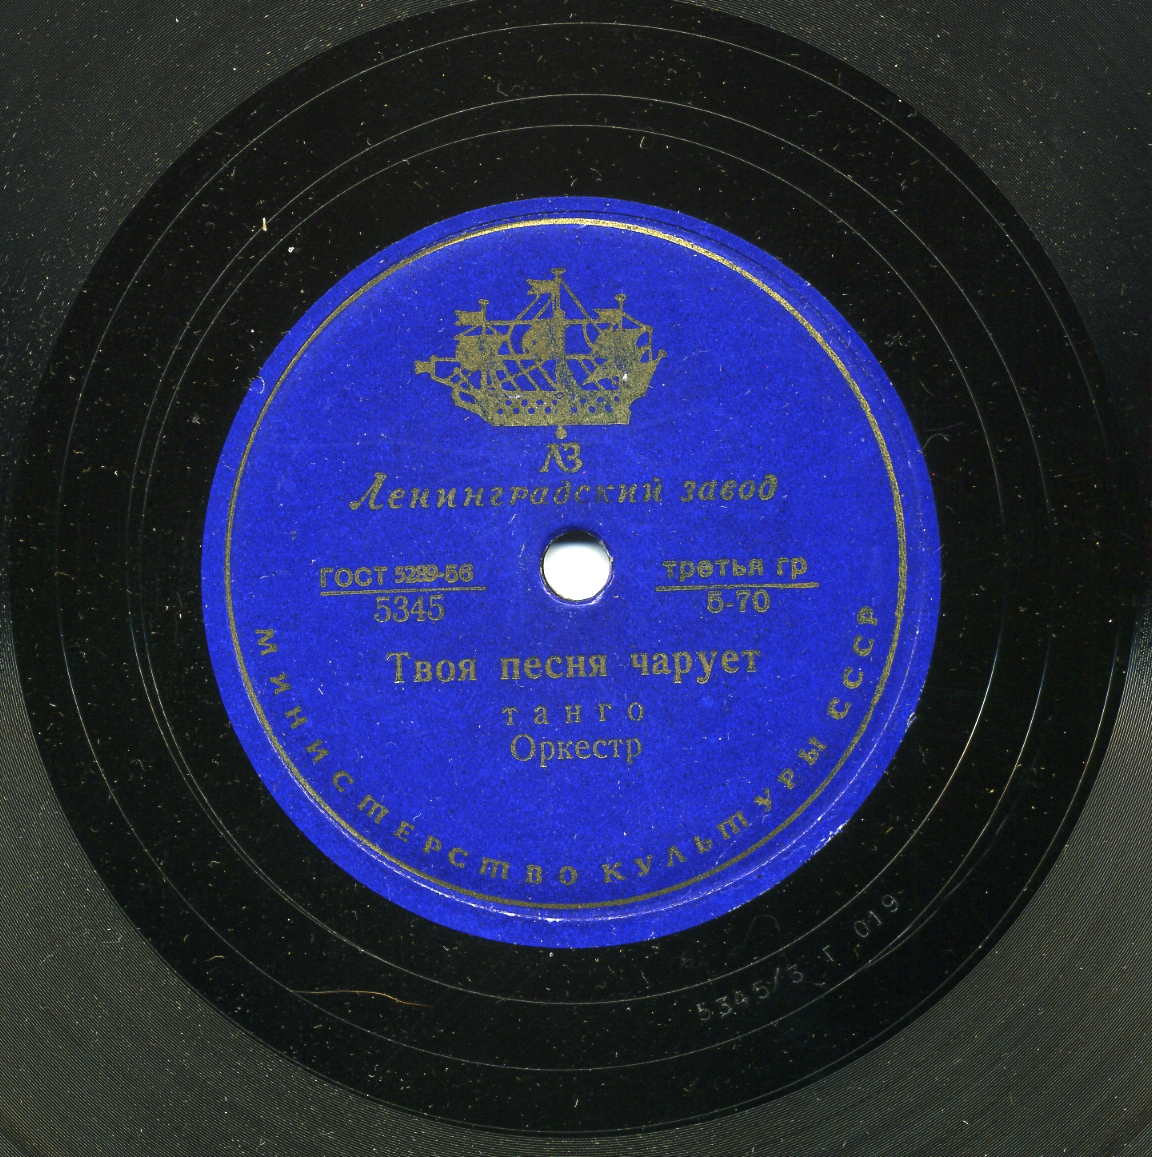 ЛЗ
Ленинградский завод
ГОСТ 5289-56
5345
третья гр
5-70
Твоя песня чарует
танго
Оркестр
МИНИСТЕРСТВО КУЛЬТУРЫ СССР
5345/3 Г 019